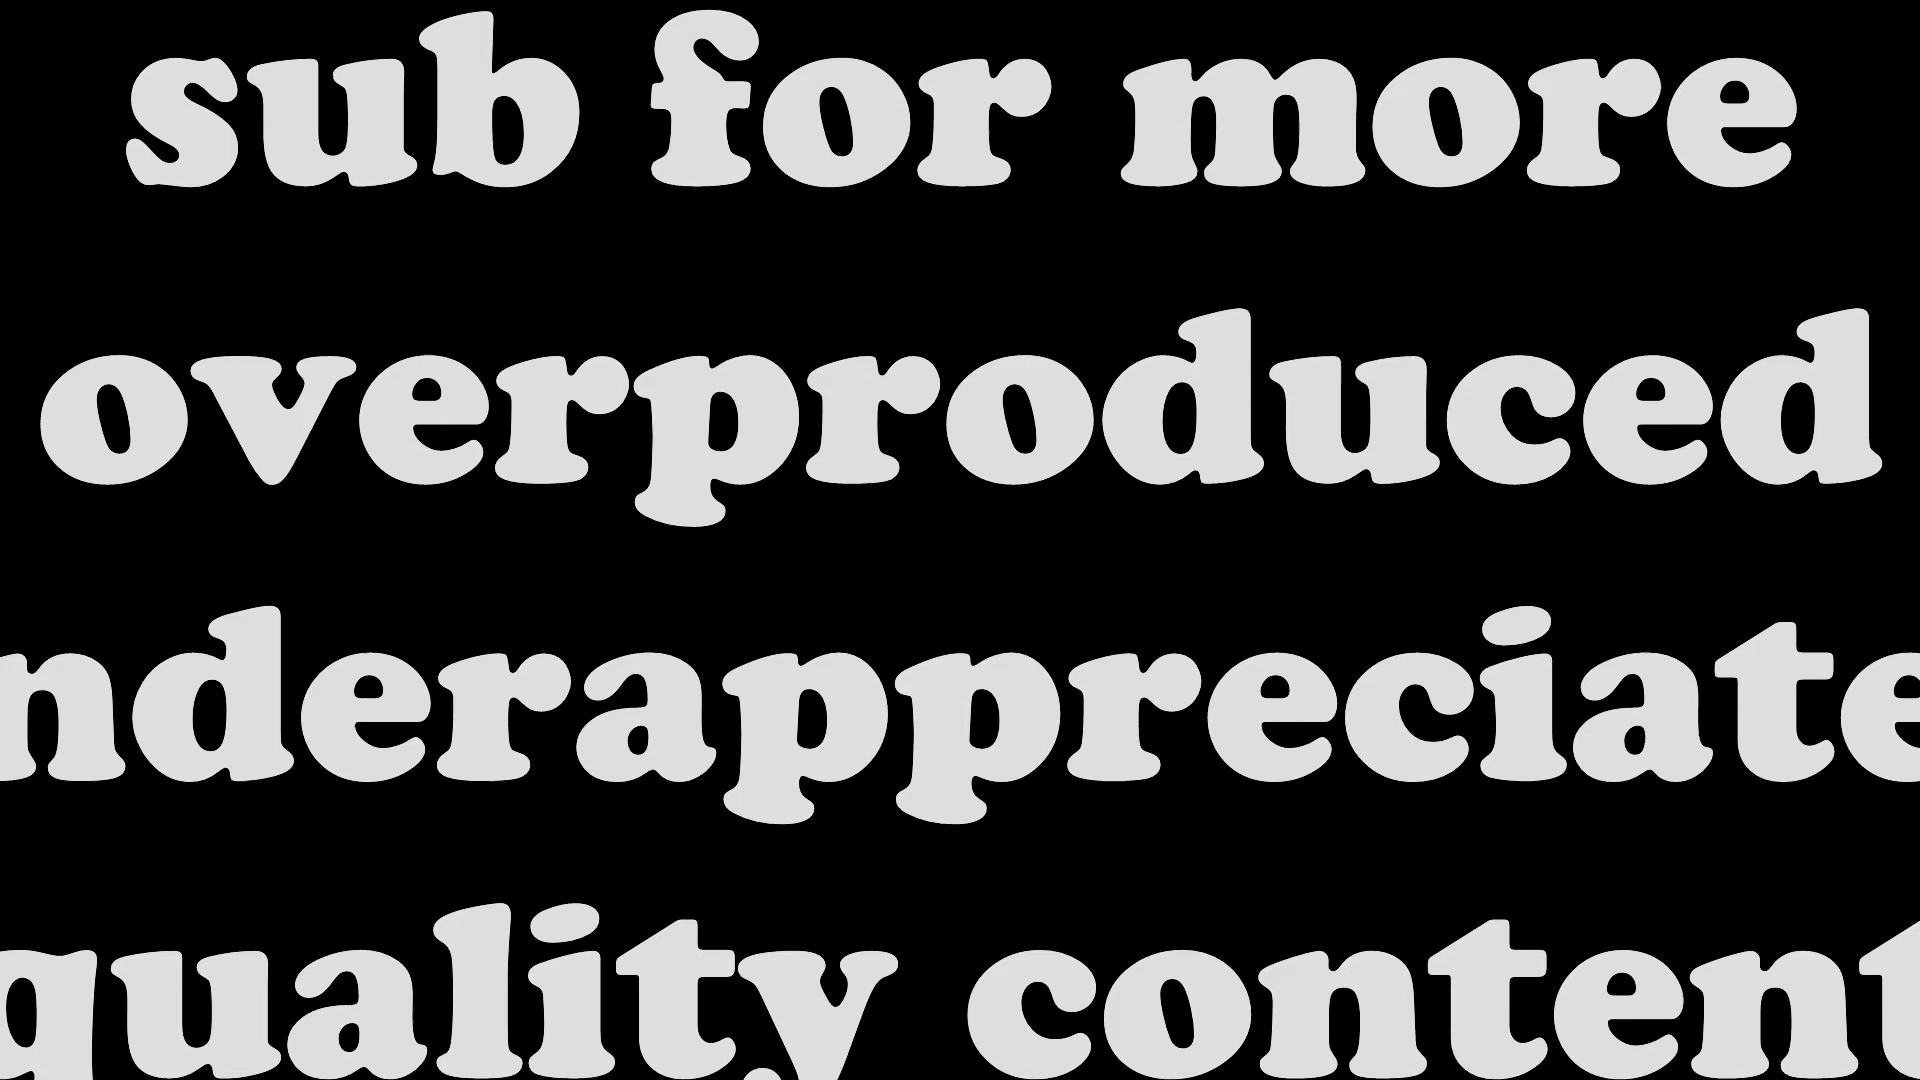 sub for more
overproduced
nderappreciate
quality content